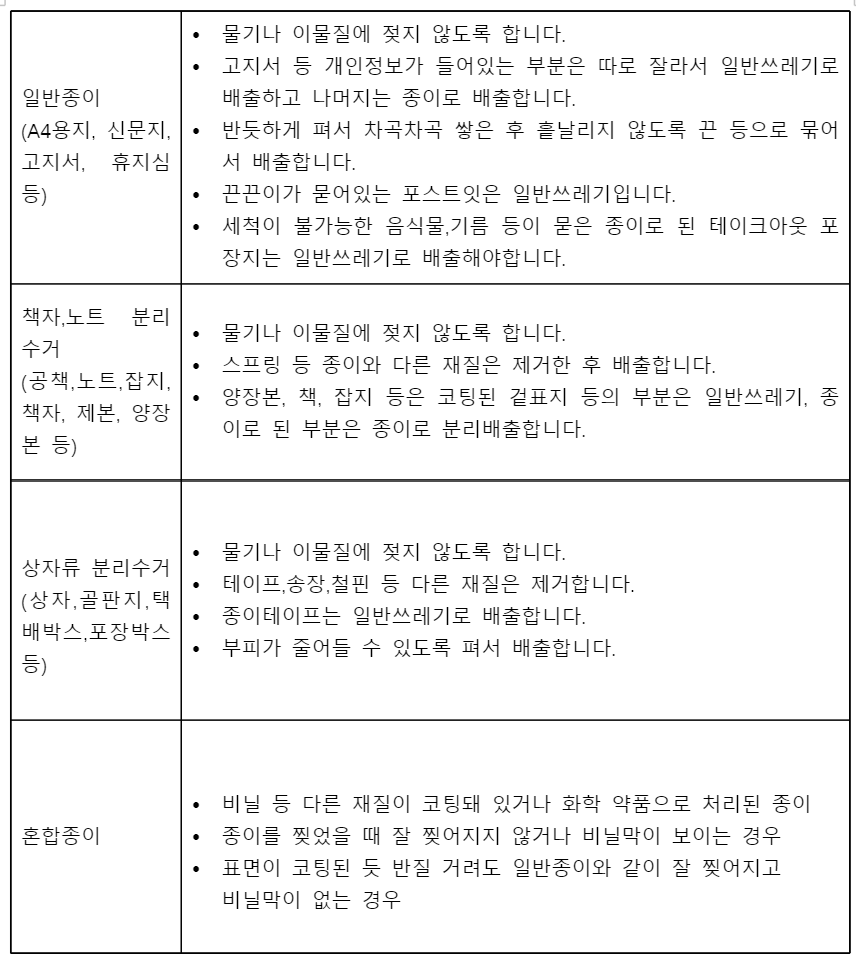 일반종이
(A4용지, 신문지,
고지서, 휴지심
등)
• 물기나 이물질에 젖지 않도록 합니다.
• 고지서 등 개인정보가 들어있는 부분은 따로 잘라서 일반쓰레기로
배출하고 나머지는 종이로 배출합니다.
• 반듯하게 펴서 차곡차곡 쌓은 후 흩날리지 않도록 끈 등으로 묶어
서 배출합니다.
• 끈끈이가 묻어있는 포스트잇은 일반쓰레기입니다.
• 세척이 불가능한 음식물,기름 등이 묻은 종이로 된 테이크아웃 포
장지는 일반쓰레기로 배출해야합니다.
책자,노트 분리
수거
(공책,노트,잡지,
책자, 제본, 양장
본 등)
• 물기나 이물질에 젖지 않도록 합니다.
• 스프링 등 종이와 다른 재질은 제거한 후 배출합니다.
• 양장본, 책, 잡지 등은 코팅된 겉표지 등의 부분은 일반쓰레기, 종
이로 된 부분은 종이로 분리배출합니다.
상자류 분리수거
(상자,골판지,택
배박스,포장박스
등)
• 물기나 이물질에 젖지 않도록 합니다.
• 테이프,송장,철핀 등 다른 재질은 제거합니다.
• 종이테이프는 일반쓰레기로 배출합니다.
• 부피가 줄어들 수 있도록 펴서 배출합니다.
혼합종이
• 비닐 등 다른 재질이 코팅돼 있거나 화학 약품으로 처리된 종이
• 종이를 찢었을 때 잘 찢어지지 않거나 비닐막이 보이는 경우
• 표면이 코팅된 듯 반질 거려도 일반종이와 같이 잘 찢어지고
비닐막이 없는 경우